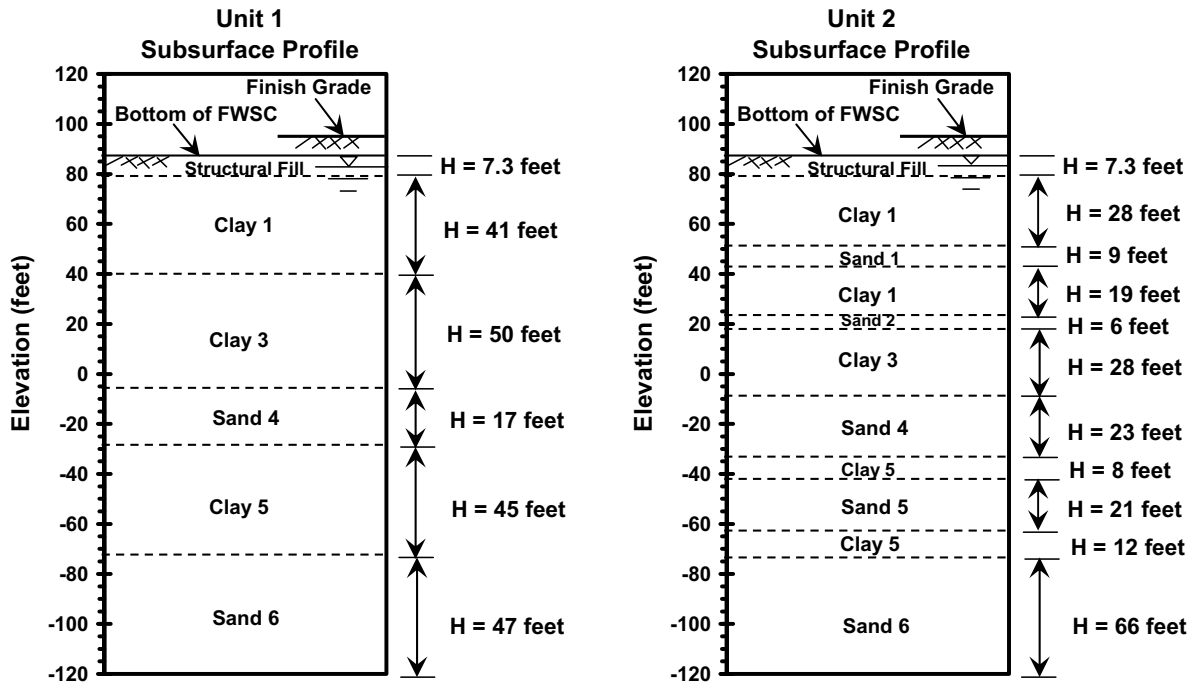 Unit 1
Subsurface Profile
Elevation (feet)
120
100
80
60
40
20
0
-20
-40
-60
-80
-100
-120
Finish Grade
Bottom of FWSC
Structural Fill
Clay 1
Clay 3
Sand 4
Clay 5
Sand 6
H = 7.3 feet
H = 41 feet
H = 50 feet
H = 17 feet
H = 45 feet
H = 47 feet
Unit 2
Subsurface Profile
Elevation (feet)
120
100
80
60
40
20
0
-20
-40
-60
-80
-100
-120
Finish Grade
Bottom of FWSC
Structural Fill
Clay 1
Sand 1
Clay 1
Sand 2
Clay 3
Sand 4
Clay 5
Sand 5
Clay 5
Sand 6
H = 7.3 feet
H = 28 feet
H = 9 feet
H = 19 feet
H = 6 feet
H = 28 feet
H = 23 feet
H = 8 feet
H = 21 feet
H = 12 feet
H = 66 feet